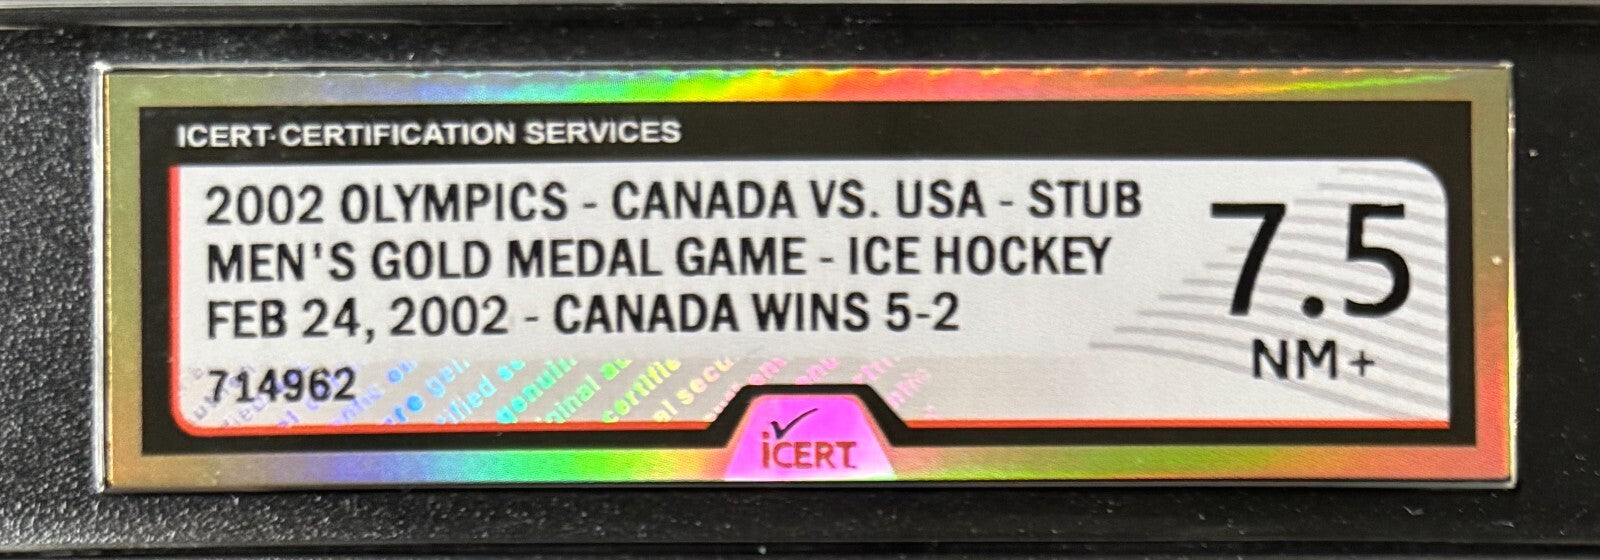 ICERT-CERTIFICATION SERVICES
2002 OLYMPICS - CANADA VS. USA - STUB
MEN'S GOLD MEDAL GAME - ICE HOCKEY
FEB 24, 2002 - CANADA WINS 5-2
7.5
NM+
714962
iCERT